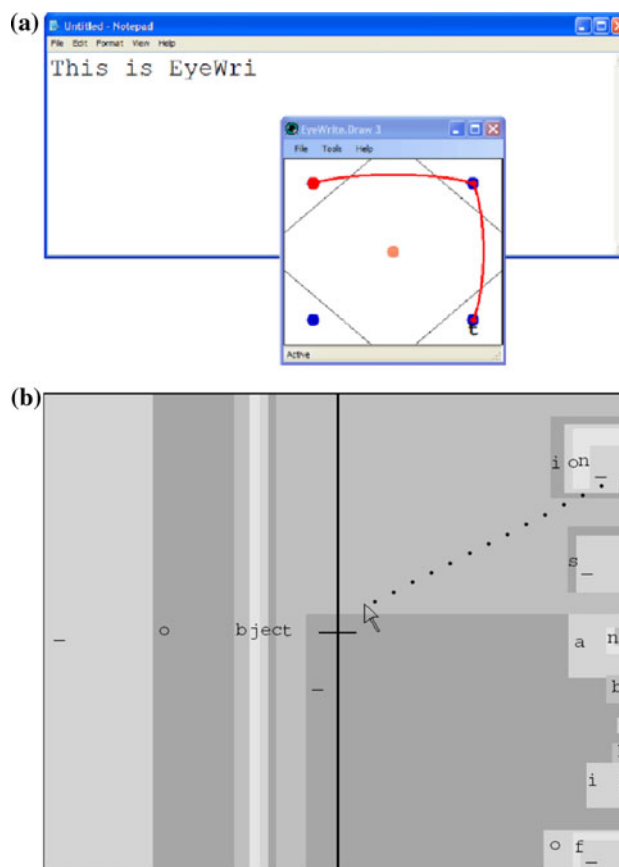 (a)
Untitled - Notepad
File Edit Format View Help
This is EyeWri
EyeWrite.Draw 3
File Tools Help
t
Active
(b)
i on_
s_
_ o bject
a n
_
b
i
o f_